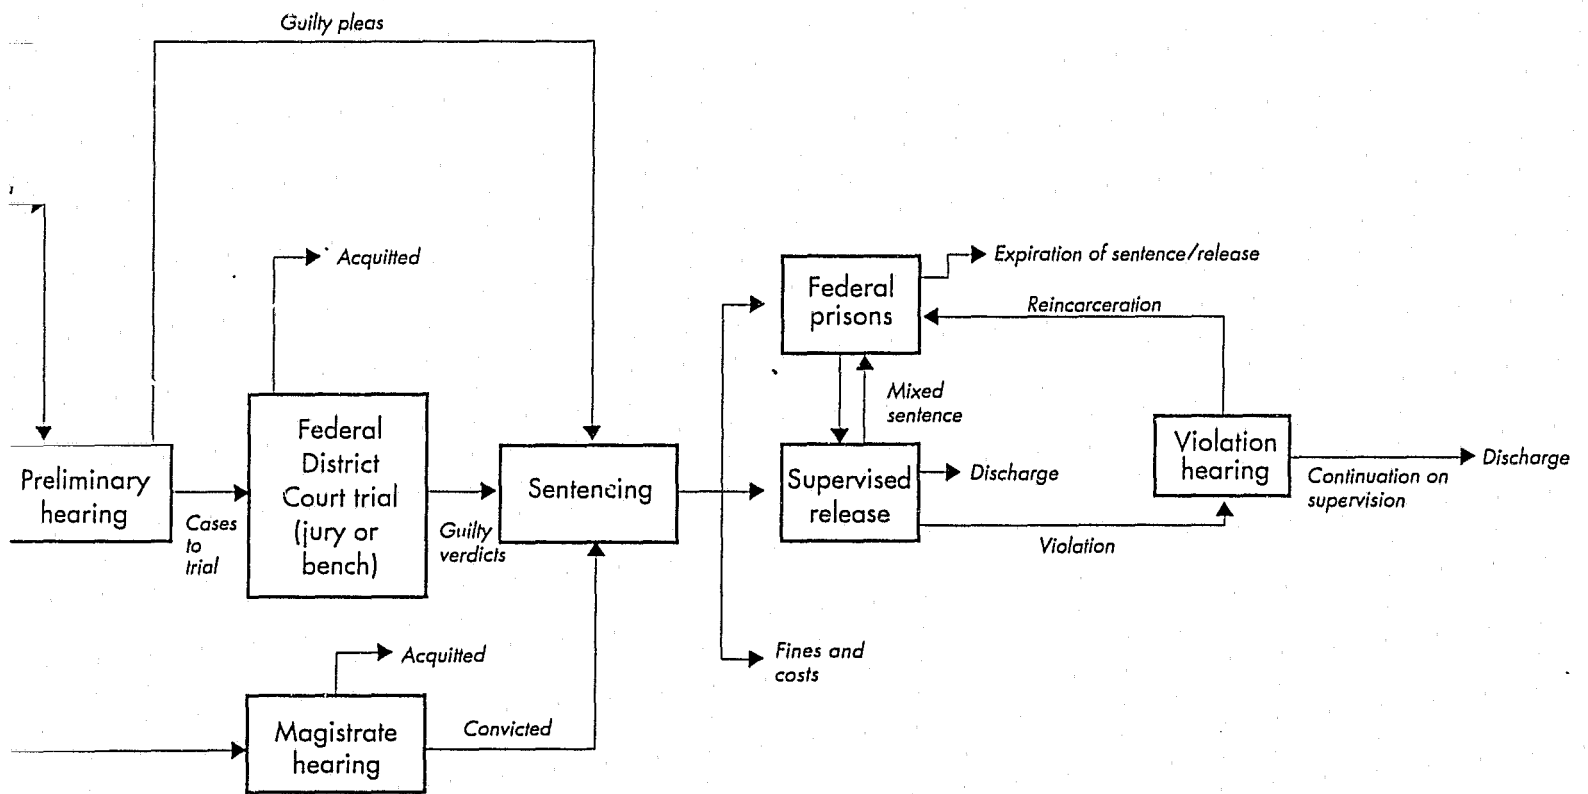 Guilty pleas
Acquitted
Expiration of sentence/release
Federal
prisons
Reincarceration
Mixed
sentence
Federal
District
Court trial
(jury or
bench)
Violation
hearing
Discharge
Continuation on
supervision
Preliminary
hearing
Sentencing
Supervised
release
Discharge
Cases
to
trial
Guilty
verdicts
Violation
Acquitted
Fines and
costs
Magistrate
hearing
Convicted